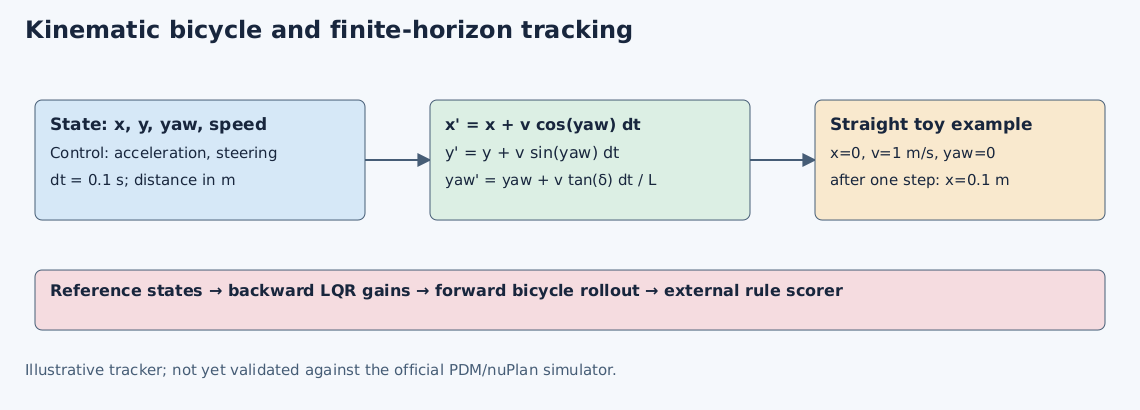 Kinematic bicycle and finite-horizon tracking
State: x, y, yaw, speed
Control: acceleration, steering
dt = 0.1 s; distance in m
x' = x + v cos(yaw) dt
y' = y + v sin(yaw) dt
yaw' = yaw + v tan(δ) dt / L
Straight toy example
x=0, v=1 m/s, yaw=0
after one step: x=0.1 m
Reference states → backward LQR gains → forward bicycle rollout → external rule scorer
Illustrative tracker; not yet validated against the official PDM/nuPlan simulator.